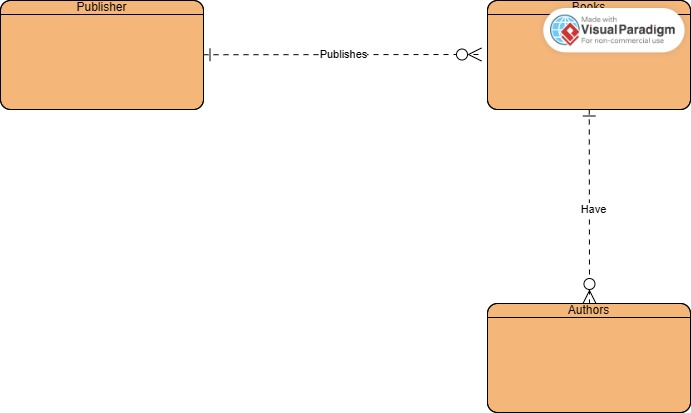 Publisher
Books
Made with
Visual Paradigm
For non-commercial use
Publishes
Have
Authors